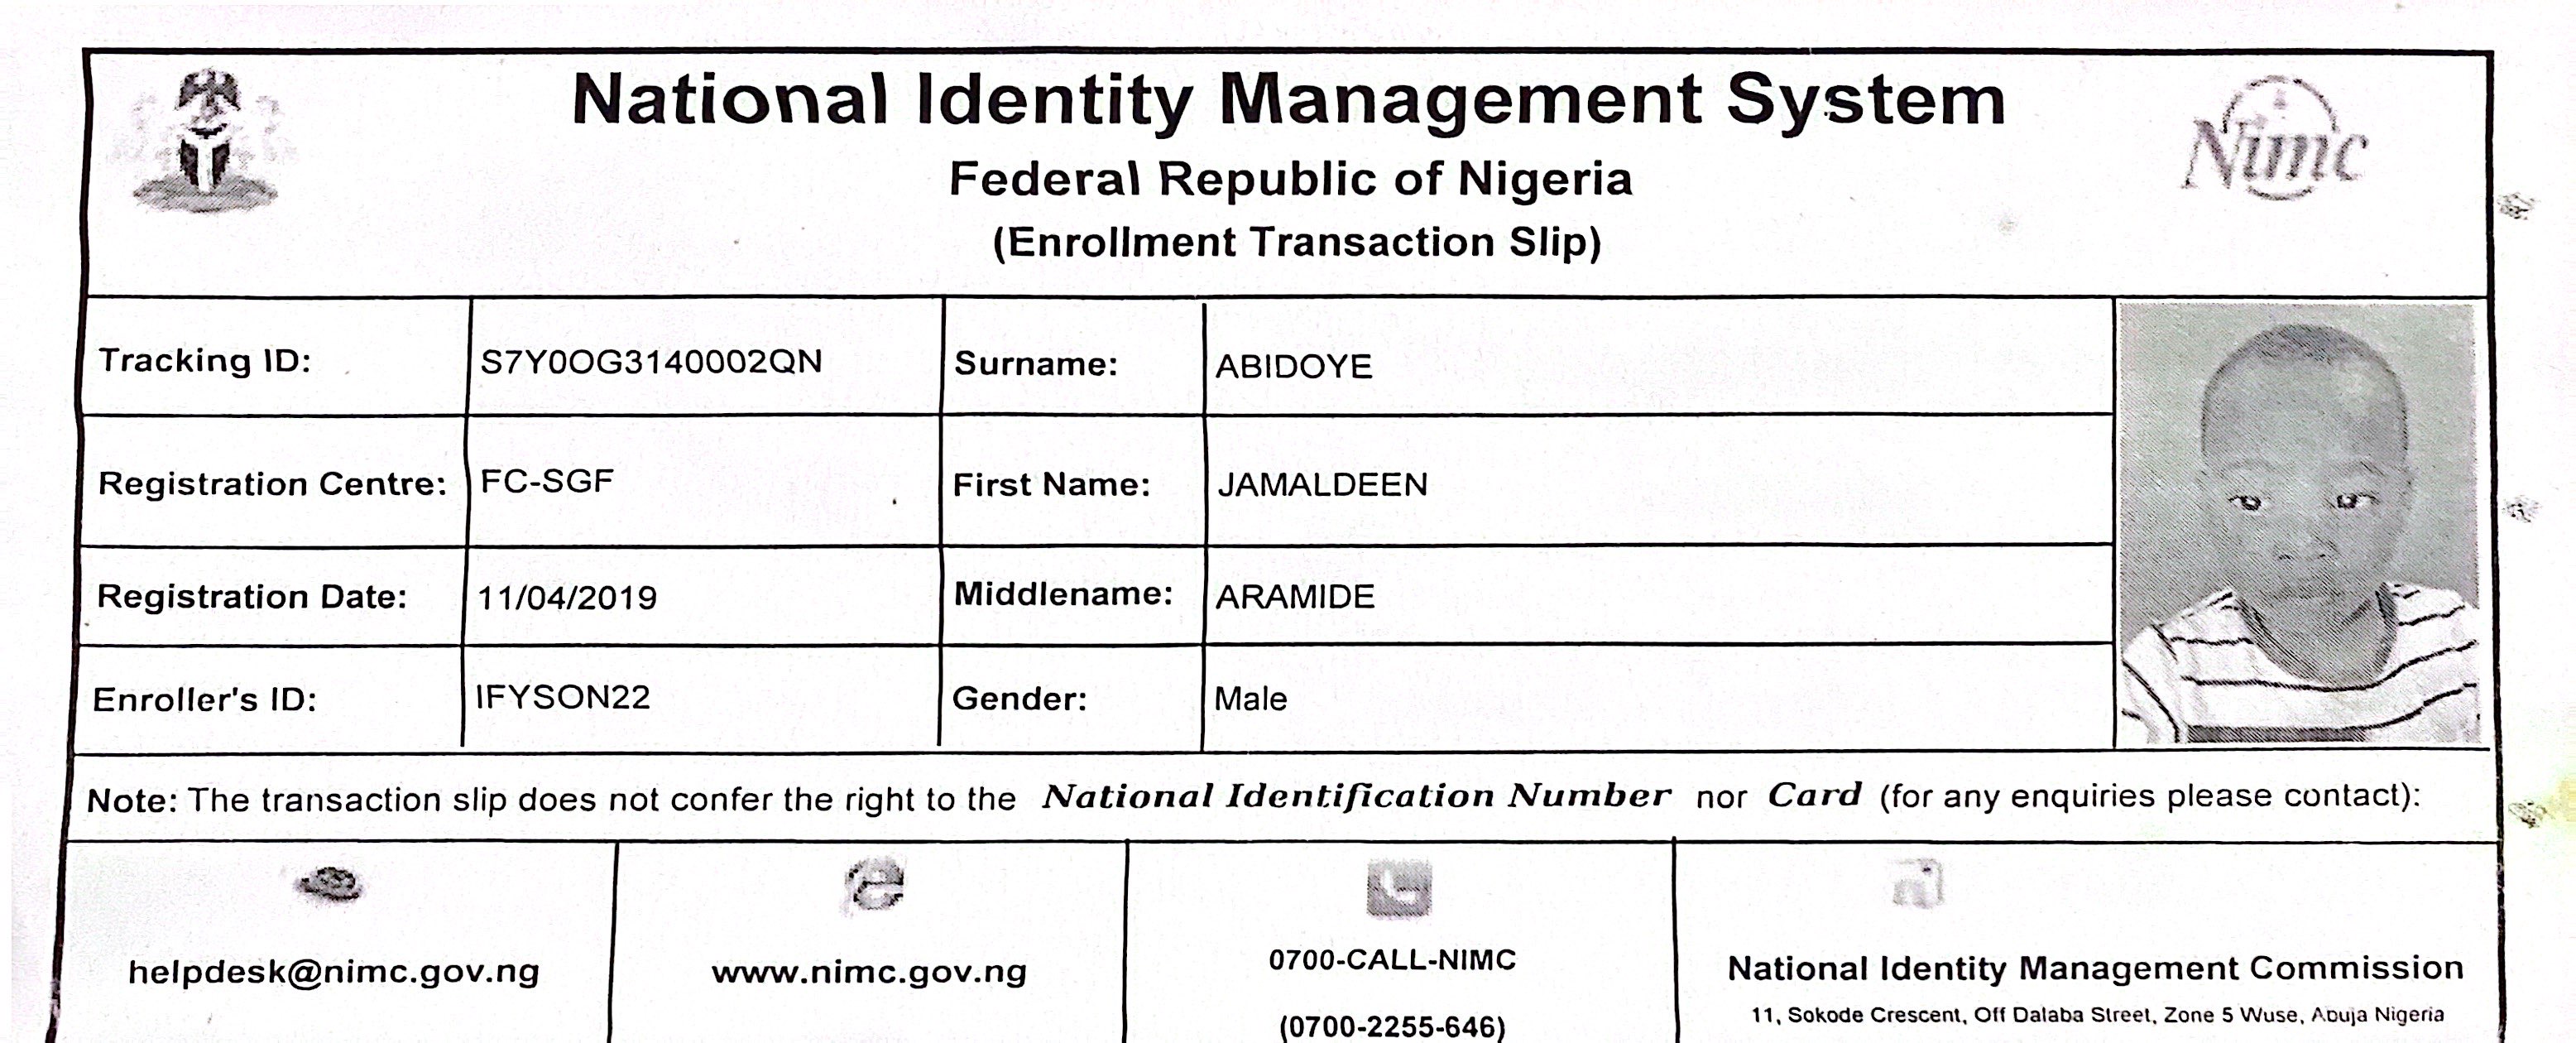 National Identity Management System
Federal Republic of Nigeria
(Enrollment Transaction Slip)
Nimc
Tracking ID: S7Y0OG3140002QN Surname: ABIDOYE
Registration Centre: FC-SGF First Name: JAMALDEEN
Registration Date: 11/04/2019 Middlename: ARAMIDE
Enroller's ID: IFYSON22 Gender: Male
Note: The transaction slip does not confer the right to the National Identification Number nor Card (for any enquiries please contact):
helpdesk@nimc.gov.ng
www.nimc.gov.ng
0700-CALL-NIMC
(0700-2255-646)
National Identity Management Commission
11, Sokode Crescent, Off Dalaba Street, Zone 5 Wuse, Abuja Nigeria